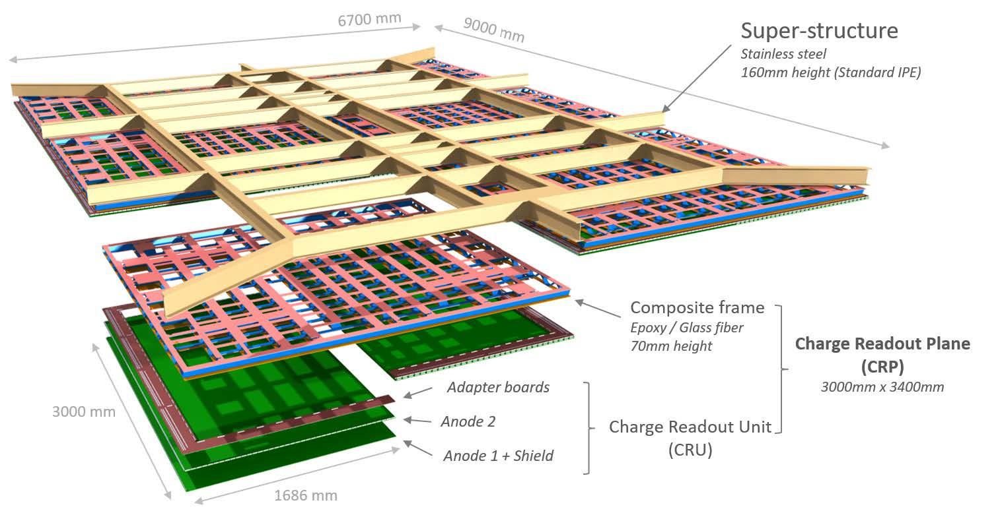 6700 mm
9000 mm
Super-structure
Stainless steel
160mm height (Standard IPE)
Composite frame
Epoxy / Glass fiber
70mm height
Charge Readout Plane
(CRP)
3000mm x 3400mm
Adapter boards
Anode 2
Anode 1 + Shield
Charge Readout Unit
(CRU)
3000 mm
1686 mm